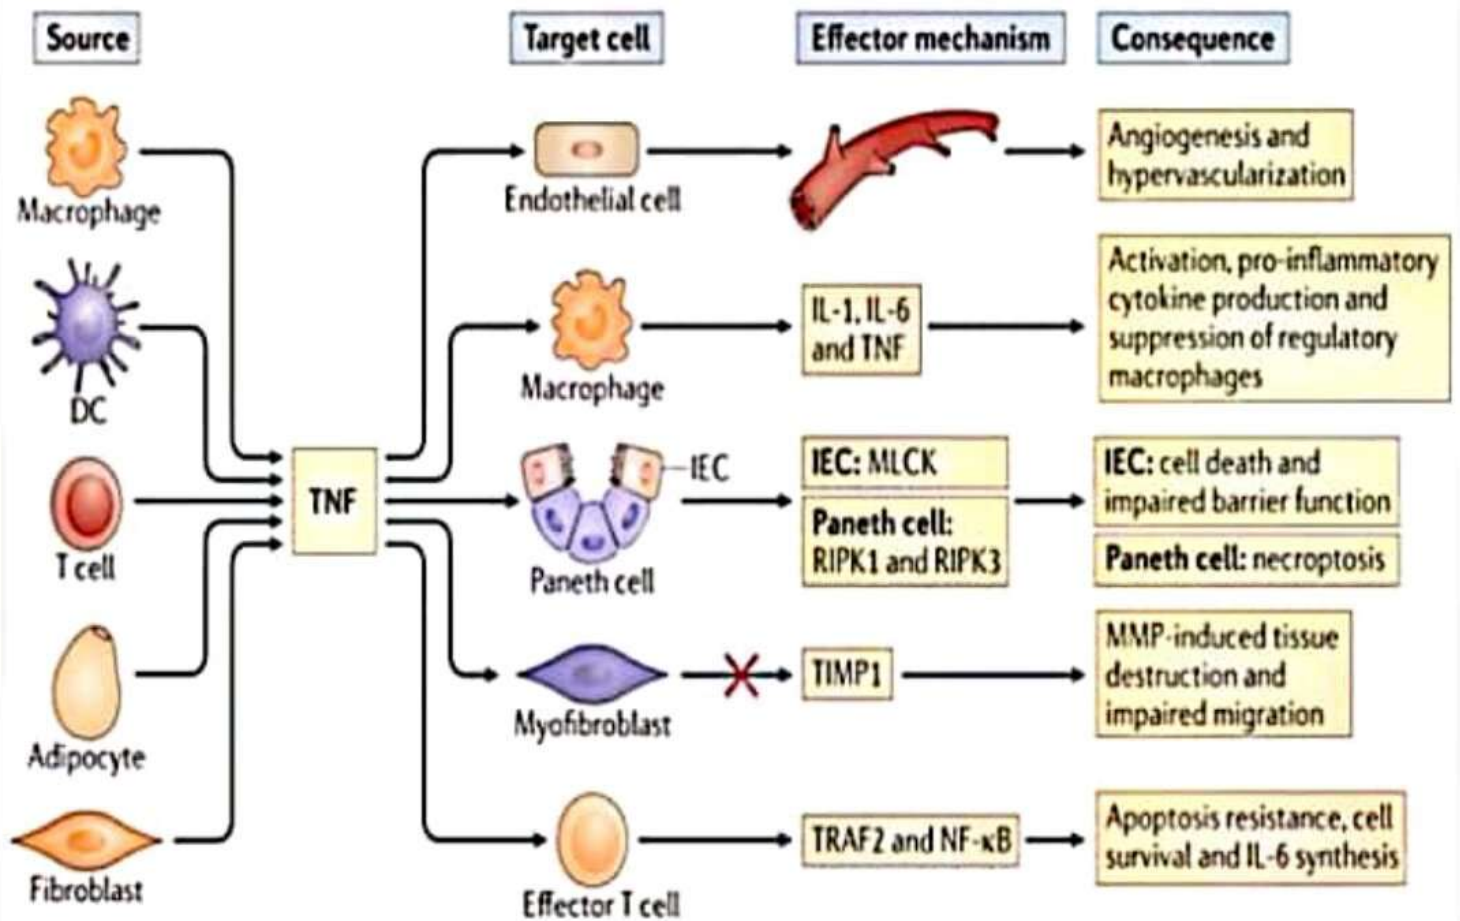 Source
Target cell
Effector mechanism
Consequence
Macrophage
DC
T cell
Adipocyte
Fibroblast
TNF
Endothelial cell
Angiogenesis and
hypervascularization
Macrophage
IL-1, IL-6
and TNF
Activation, pro-inflammatory
cytokine production and
suppression of regulatory
macrophages
IEC
Paneth cell
IEC: MLCK
Paneth cell:
RIPK1 and RIPK3
IEC: cell death and
impaired barrier function
Paneth cell: necroptosis
Myofibroblast
TIMP1
MMP-induced tissue
destruction and
impaired migration
Effector T cell
TRAF2 and NF-κB
Apoptosis resistance, cell
survival and IL-6 synthesis